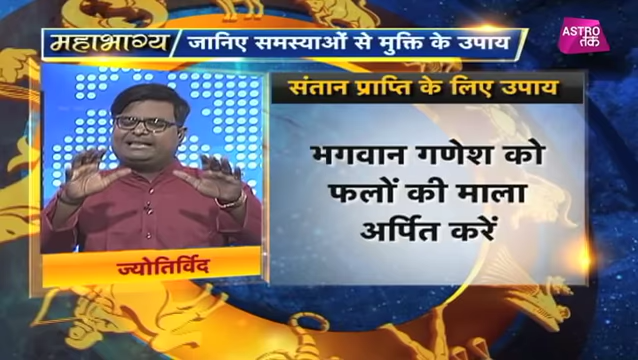 महाभाग्य
जानिए समस्याओं से मुक्ति के उपाय
ASTRO
तक
संतान प्राप्ति के लिए उपाय
भगवान गणेश को
फलों की माला
अर्पित करें
ज्योतिर्विद